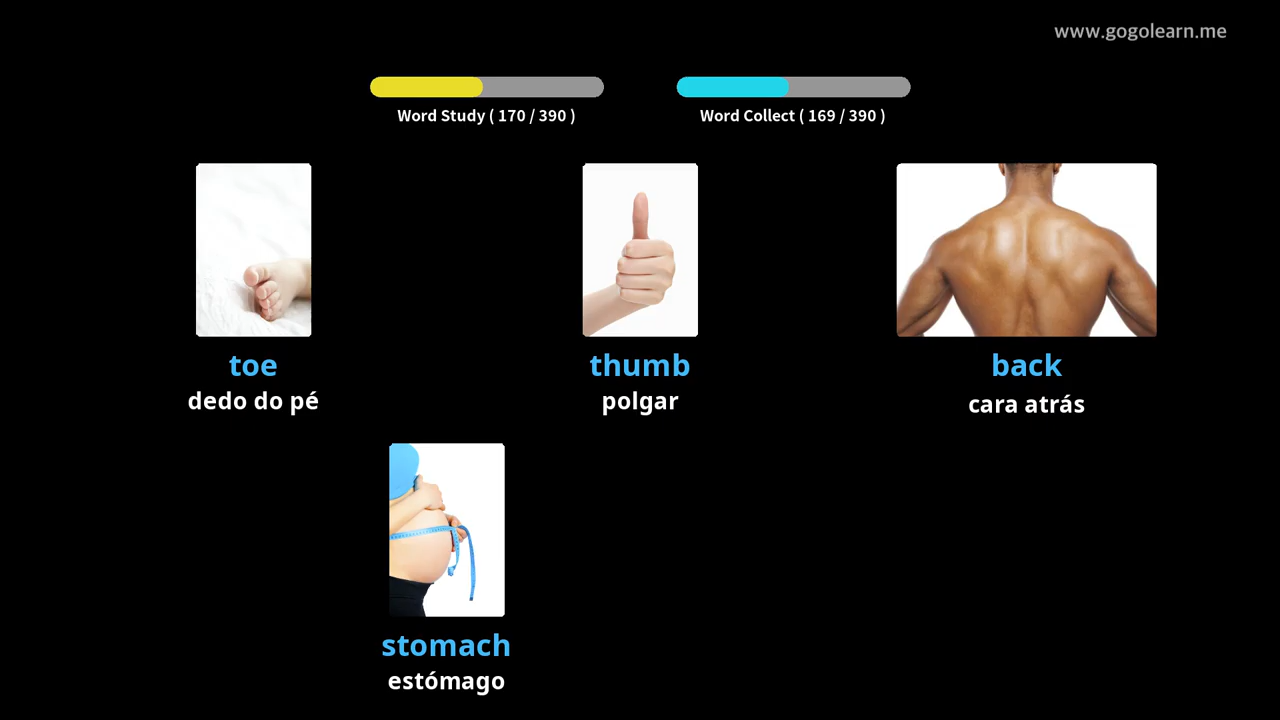 www.gogolearn.me
Word Study ( 170 / 390 )
Word Collect ( 169 / 390 )
toe
dedo do pé
thumb
polgar
back
cara atrás
stomach
estómago